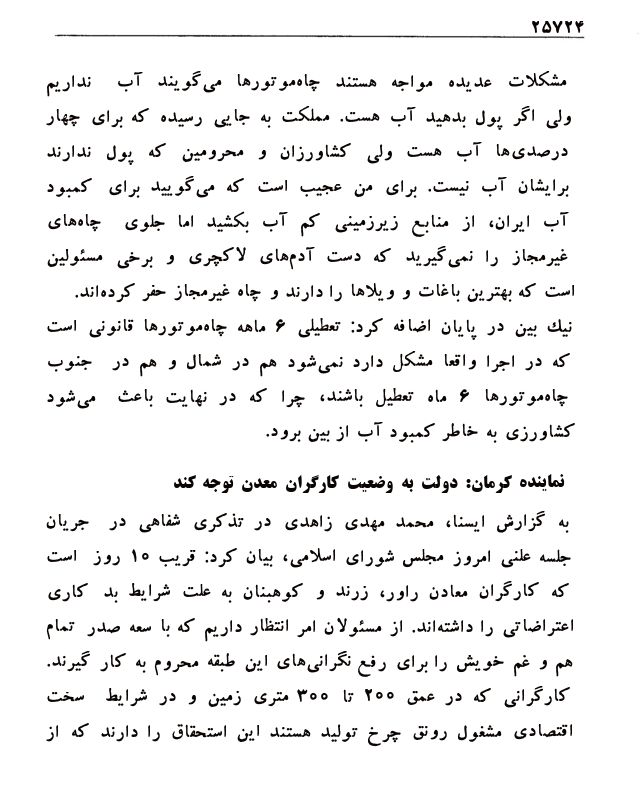 ۲۵۷۲۴
مشکلات عدیده مواجه هستند چاه‌موتورها می‌گویند آب نداریم
ولی اگر پول بدهید آب هست. مملکت به جایی رسیده که برای چهار
درصدی‌ها آب هست ولی کشاورزان و محرومین که پول ندارند
برایشان آب نیست. برای من عجیب است که می‌گویید برای کمبود
آب ایران، از منابع زیرزمینی کم آب بکشید اما جلوی چاه‌های
غیرمجاز را نمی‌گیرید که دست آدم‌های لاکچری و برخی مسئولین
است که بهترین باغات و ویلاها را دارند و چاه غیرمجاز حفر کرده‌اند.
نیك بین در پایان اضافه کرد: تعطیلی ۶ ماهه چاه‌موتورها قانونی است
که در اجرا واقعا مشکل دارد نمی‌شود هم در شمال و هم در جنوب
چاه‌موتورها ۶ ماه تعطیل باشند، چرا که در نهایت باعث می‌شود
کشاورزی به خاطر کمبود آب از بین برود.
نماینده کرمان: دولت به وضعیت کارگران معدن توجه کند
به گزارش ایسنا، محمد مهدی زاهدی در تذکری شفاهی در جریان
جلسه علنی امروز مجلس شورای اسلامی، بیان کرد: قریب ۱۰ روز است
که کارگران معادن راور، زرند و کوهبنان به علت شرایط بد کاری
اعتراضاتی را داشته‌اند. از مسئولان امر انتظار داریم که با سعه صدر تمام
هم و غم خویش را برای رفع نگرانی‌های این طبقه محروم به کار گیرند.
کارگرانی که در عمق ۲۰۰ تا ۳۰۰ متری زمین و در شرایط سخت
اقتصادی مشغول رونق چرخ تولید هستند این استحقاق را دارند که از